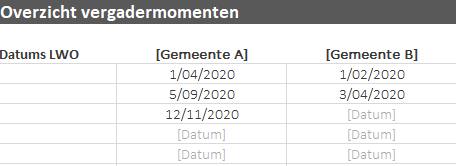 Overzicht vergadermomenten
Datums LWO [Gemeente A] [Gemeente B]
1/04/2020 1/02/2020
5/09/2020 3/04/2020
12/11/2020 [Datum]
[Datum] [Datum]
[Datum] [Datum]